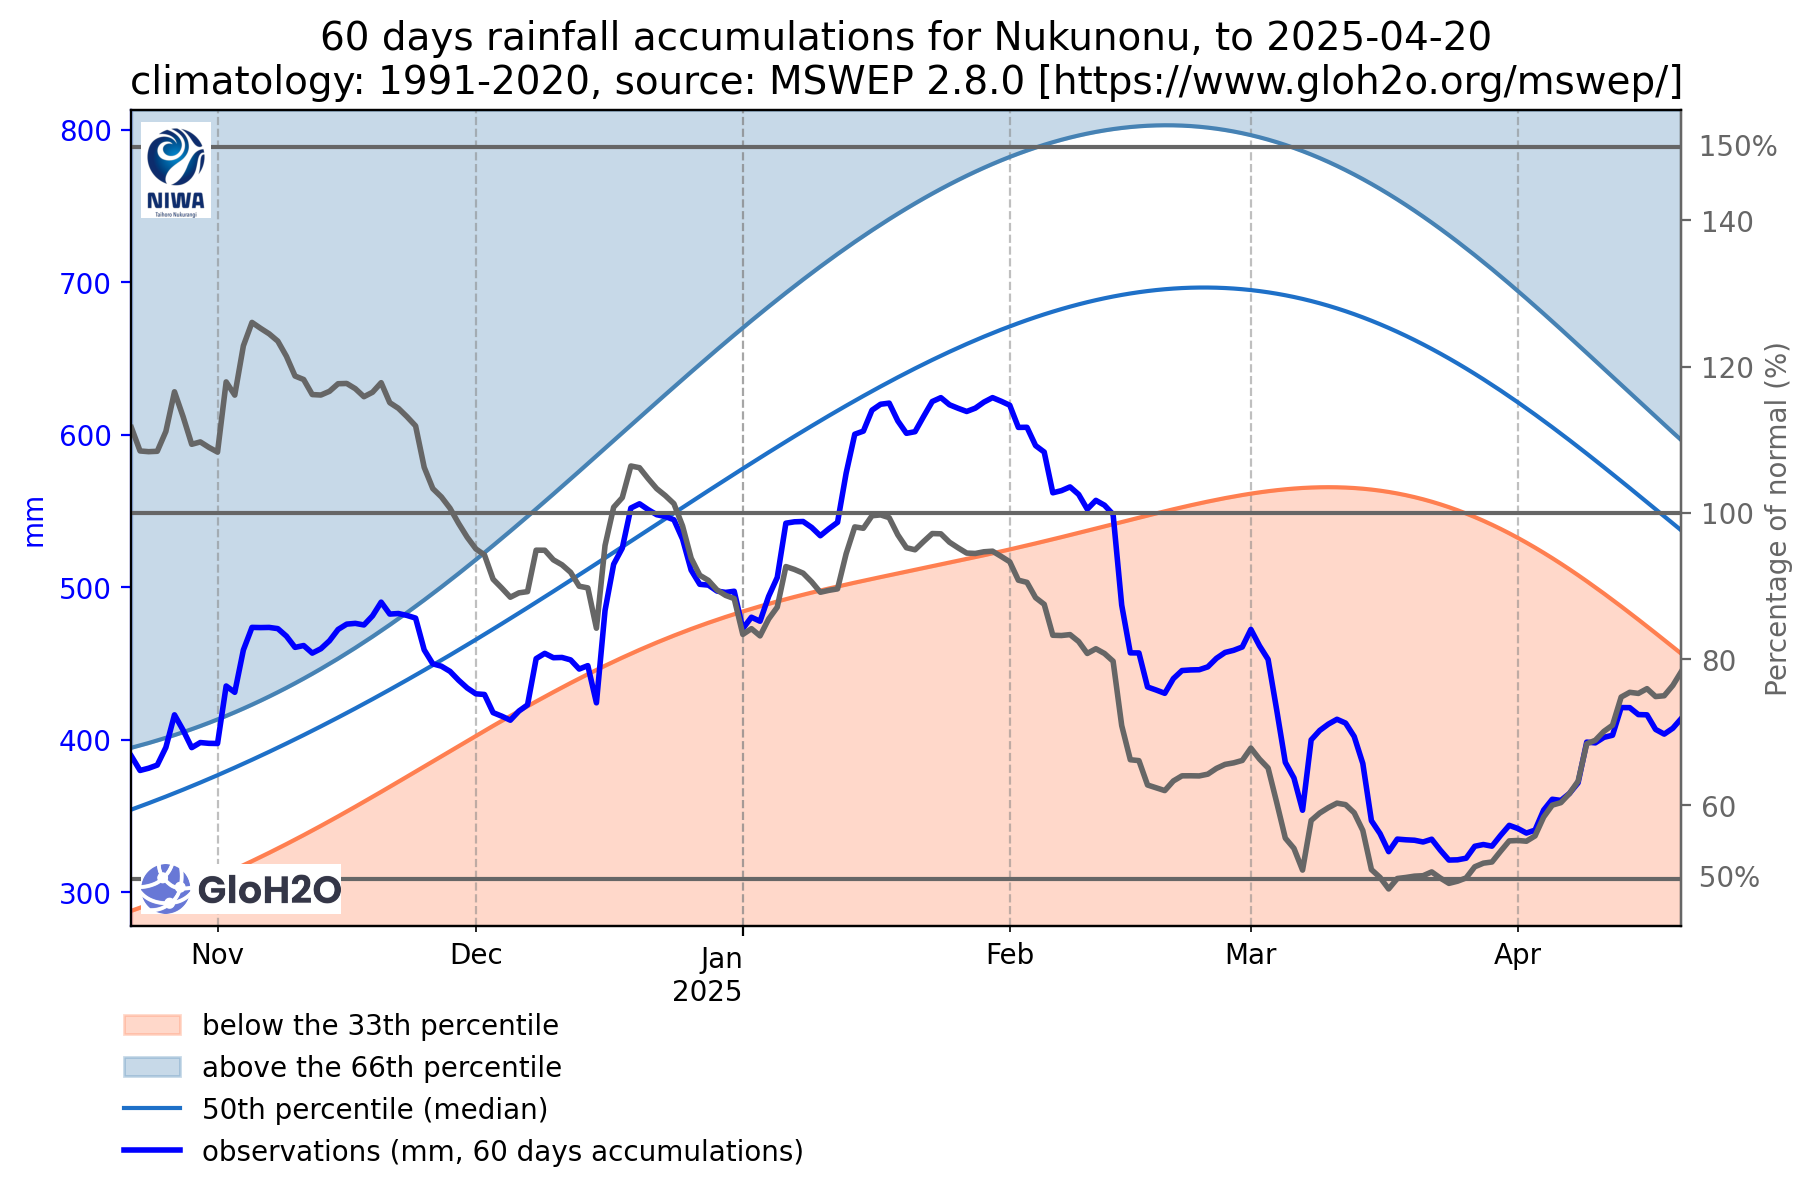 60 days rainfall accumulations for Nukunonu, to 2025-04-20
climatology: 1991-2020, source: MSWEP 2.8.0 [https://www.gloh2o.org/mswep/]
NIWA
Taihoro Nukurangi
GloH2O
mm
800
700
600
500
400
300
150%
140
120
100
80
60
50%
Percentage of normal (%)
Nov
Dec
Jan
2025
Feb
Mar
Apr
below the 33th percentile
above the 66th percentile
50th percentile (median)
observations (mm, 60 days accumulations)